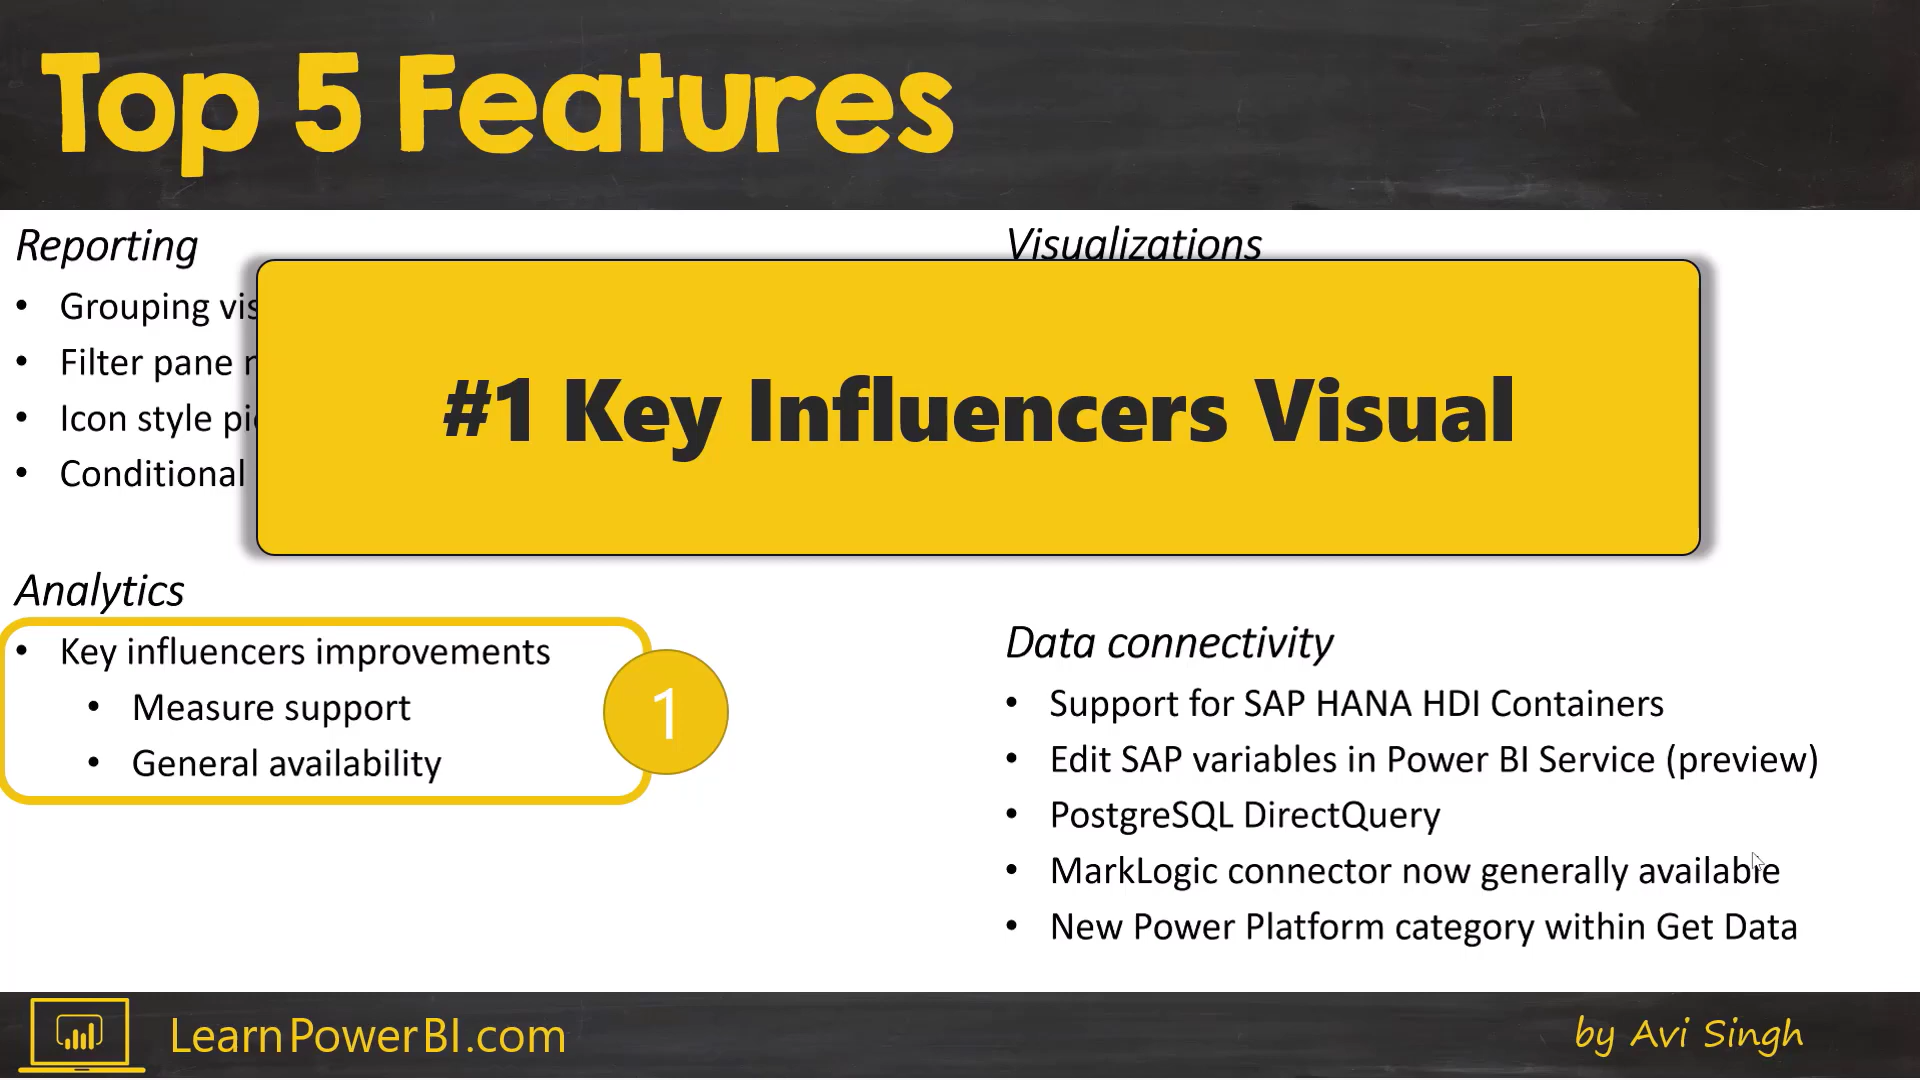 Top 5 Features
Reporting
• Grouping
• Filter pane
• Icon style
• Conditional
Analytics
• Key influencers improvements
• Measure support
• General availability
1
Visualizations
#1 Key Influencers Visual
Data connectivity
• Support for SAP HANA HDI Containers
• Edit SAP variables in Power BI Service (preview)
• PostgreSQL DirectQuery
• MarkLogic connector now generally available
• New Power Platform category within Get Data
LearnPowerBI.com
by Avi Singh